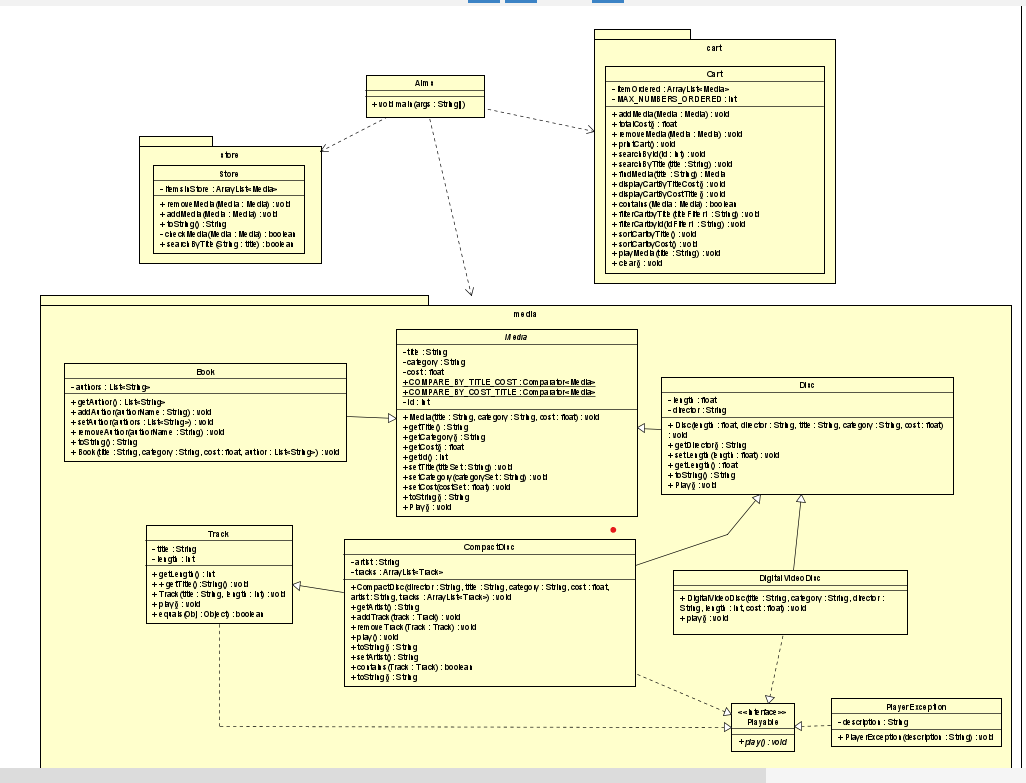 cart
Cart
- itemOrdered : ArrayList<Media>
- MAX_NUMBERS_ORDERED : int
+ addMedia(Media : Media) : void
+ totalCost() : float
+ removeMedia(Media : Media) : void
+ printCart() : void
+ searchById(id : int) : void
+ searchByTitle(title : String) : void
+ findMedia(title : String) : Media
+ displayCartByTitleCost() : void
+ displayCartByCostTitle() : void
+ contains(Media : Media) : boolean
+ filterCartbyTitle(titleFilter1 : String) : void
+ filterCartbyId(idFilter1 : String) : void
+ sortCartbyTitle() : void
+ sortCartbyCost() : void
+ playMedia(title : String) : void
+ clear() : void
Aims
+ void main(args : String[])
store
Store
- itemsInStore : ArrayList<Media>
+ removeMedia(Media : Media) : void
+ addMedia(Media : Media) : void
+ toString() : String
- checkMedia(Media : Media) : boolean
+ searchByTitle(String : title) : boolean
media
Media
- title : String
- category : String
- cost : float
+ COMPARE_BY_TITLE_COST : Comparator<Media>
+ COMPARE_BY_COST_TITLE : Comparator<Media>
- id : int
+ Media(title : String, category : String, cost : float) : void
+ getTitle() : String
+ getCategory() : String
+ getCost() : float
+ getId() : int
+ setTitle(titleSet : String) : void
+ setCategory(categorySet : String) : void
+ setCost(costSet : float) : void
+ toString() : String
+ Play() : void
Book
- authors : List<String>
+ getAuthor() : List<String>
+ addAuthor(authorName : String) : void
+ setAuthor(authors : List<String>) : void
+ removeAuthor(authorName : String) : void
+ toString() : String
+ Book(title : String, category : String, cost : float, author : List<String>) : void
Disc
- length : float
- director : String
+ Disc(length : float, director : String, title : String, category : String, cost : float)
: void
+ getDirector() : String
+ setLength(length : float) : void
+ getLength() : float
+ toString() : String
+ Play() : void
Track
- title : String
- length : int
+ getLength() : int
+ + getTitle() : String() : void
+ Track(title : String, length : int) : void
+ play() : void
+ equals(Obj : Object) : boolean
CompactDisc
- artist : String
- tracks : ArrayList<Track>
+ CompactDisc(director : String, title : String, category : String, cost : float,
artist : String, tracks : ArrayList<Track>) : void
+ getArtist() : String
+ addTrack(track : Track) : void
+ removeTrack(Track : Track) : void
+ play() : void
+ toString() : String
+ setArtist() : String
+ contains(Track : Track) : boolean
+ toString() : String
DigitalVideoDisc
+ DigitalVideoDisc(title : String, category : String, director :
String, length : int, cost : float) : void
+ play() : void
<<Interface>>
Playable
+ play() : void
PlayerException
- description : String
+ PlayerException(description : String) : void